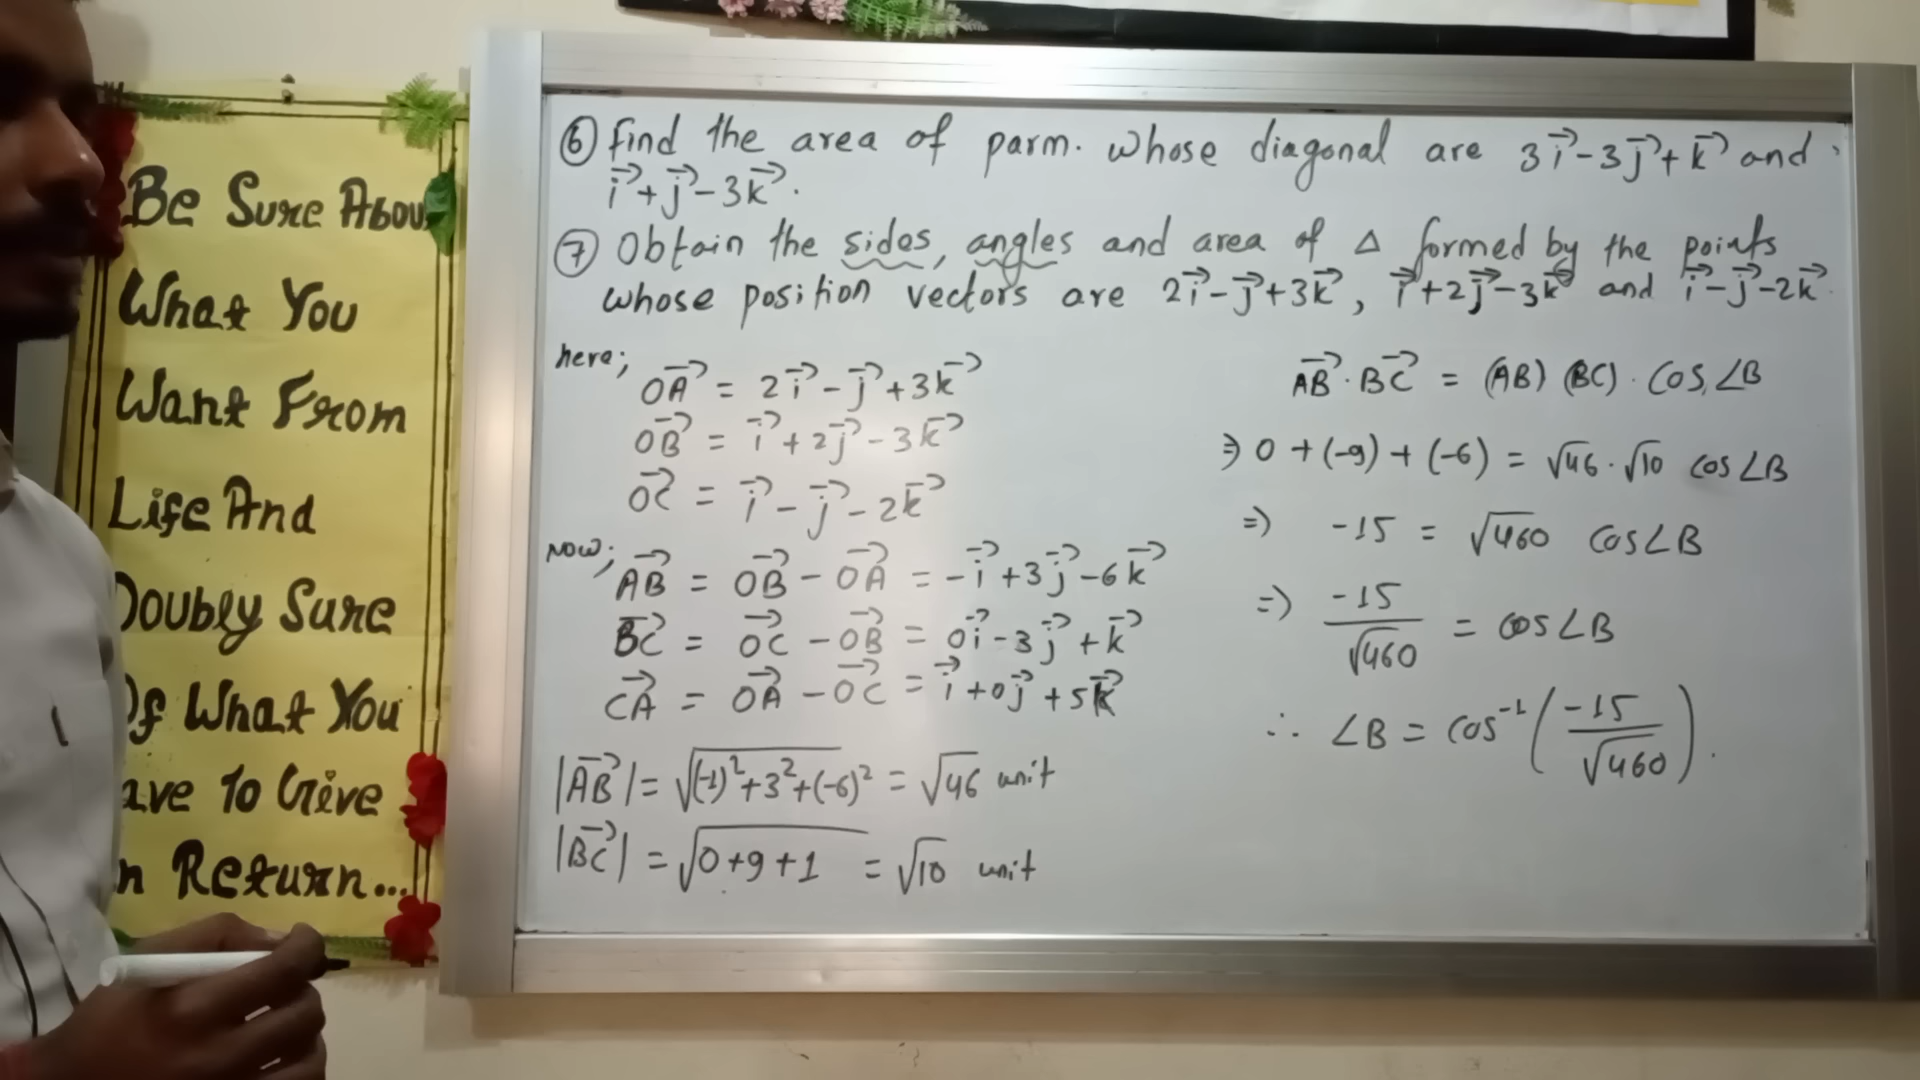 Be Sure Abou
What You
Want From
Life And
Doubly Sure
Of What You
ave To Give
n Return...
⑥ find the area of parm. whose diagonal are 3i⃗-3j⃗+k⃗ and
i⃗+j⃗-3k⃗.
⑦ Obtain the sides, angles and area of Δ formed by the points
whose position vectors are 2i⃗-j⃗+3k⃗, i⃗+2j⃗-3k⃗ and i⃗-j⃗-2k⃗.
here;
OA⃗ = 2i⃗-j⃗+3k⃗
OB⃗ = i⃗+2j⃗-3k⃗
OC⃗ = i⃗-j⃗-2k⃗
Now;
AB⃗ = OB⃗ - OA⃗ = -i⃗+3j⃗-6k⃗
BC⃗ = OC⃗ - OB⃗ = 0i⃗-3j⃗+k⃗
CA⃗ = OA⃗ - OC⃗ = i⃗+0j⃗+5k⃗
|AB⃗| = √(-1)²+3²+(-6)² = √46 unit
|BC⃗| = √0+9+1 = √10 unit
AB⃗·BC⃗ = (AB) (BC). cos∠B
⇒ 0 + (-9) + (-6) = √46·√10 cos∠B
⇒ -15 = √460 cos∠B
⇒ -15/√460 = cos∠B
∴ ∠B = cos⁻¹(-15/√460).